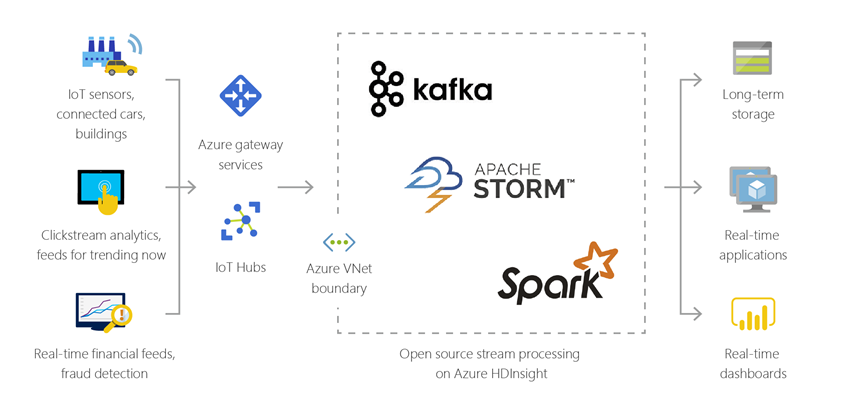 IoT sensors,
connected cars,
buildings
Clickstream analytics,
feeds for trending now
Real-time financial feeds,
fraud detection
Azure gateway
services
IoT Hubs
Azure VNet
boundary
kafka
APACHE
STORM™
Spark
Open source stream processing
on Azure HDInsight
Long-term
storage
Real-time
applications
Real-time
dashboards